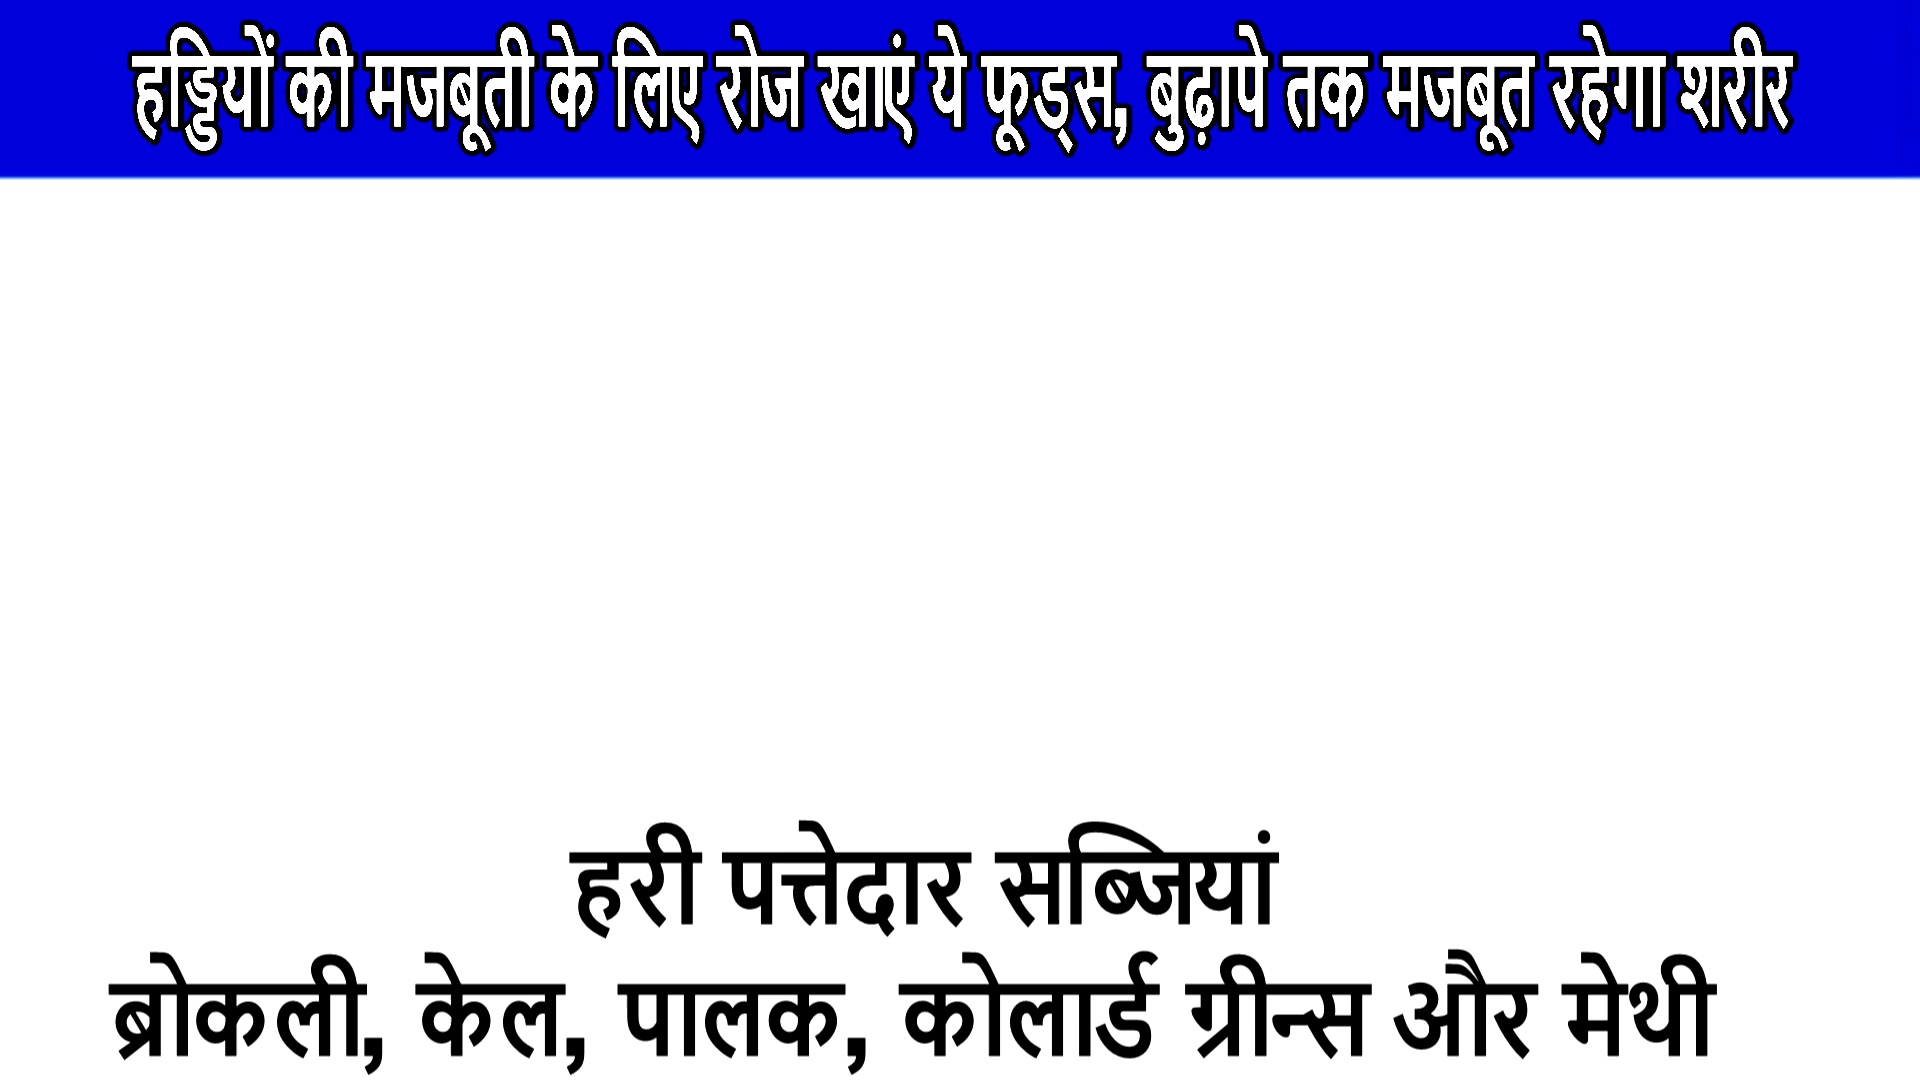 हड्डियों की मजबूती के लिए रोज खाएं ये फूड्स, बुढ़ापे तक मजबूत रहेगा शरीर
हरी पत्तेदार सब्जियां
ब्रोकली, केल, पालक, कोलार्ड ग्रीन्स और मेथी